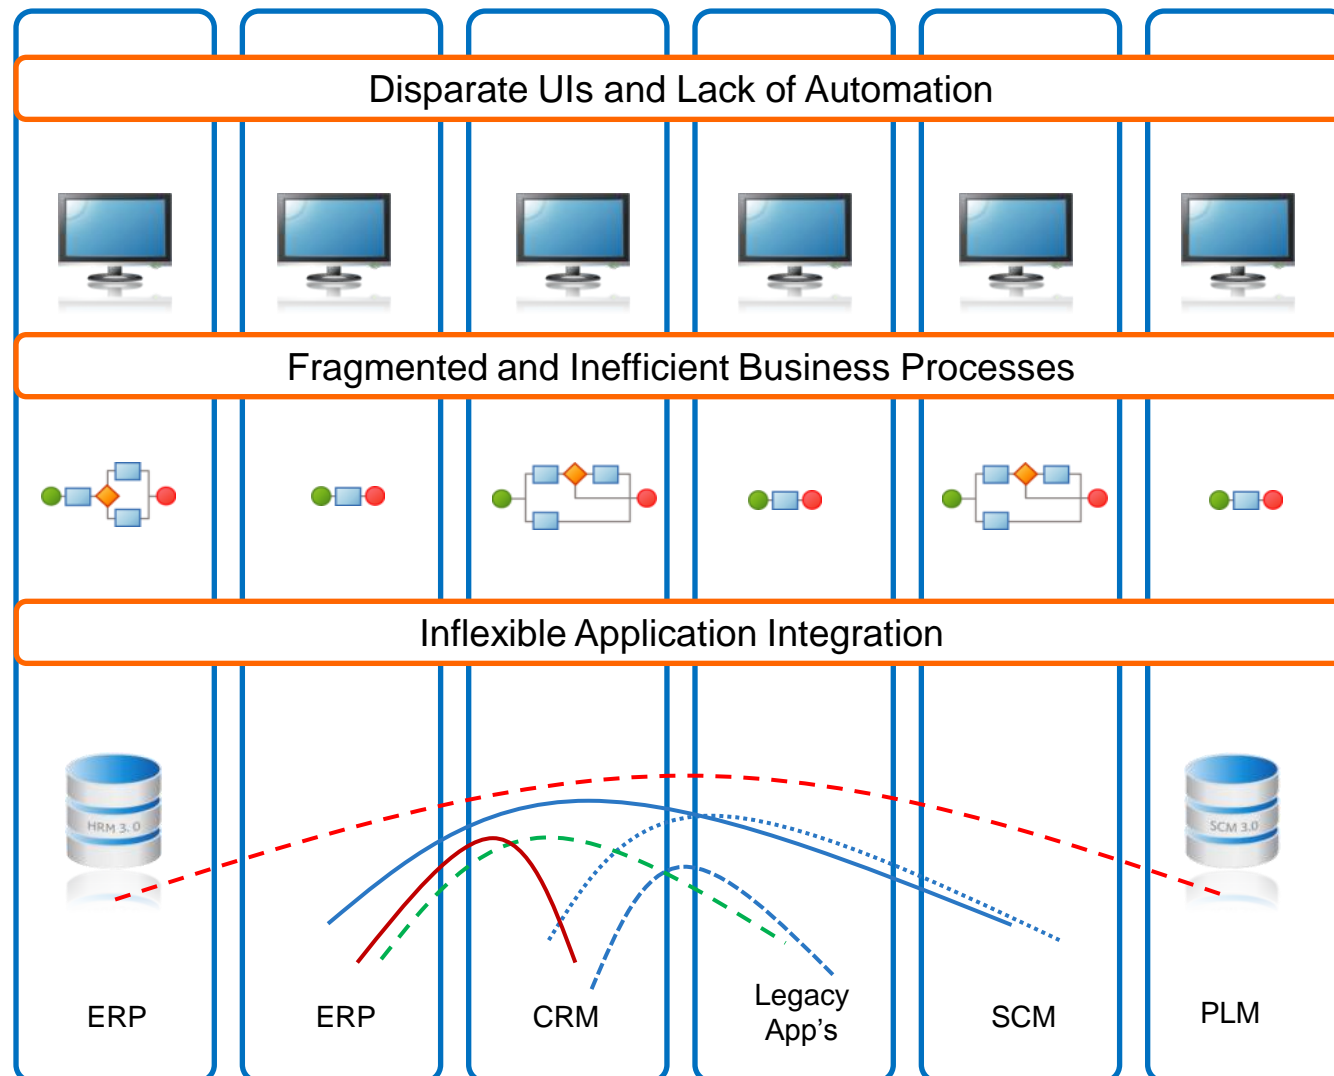 Disparate UIs and Lack of Automation
Fragmented and Inefficient Business Processes
Inflexible Application Integration
HRM 3. 0
SCM 3.0
ERP
ERP
CRM
Legacy
App's
SCM
PLM